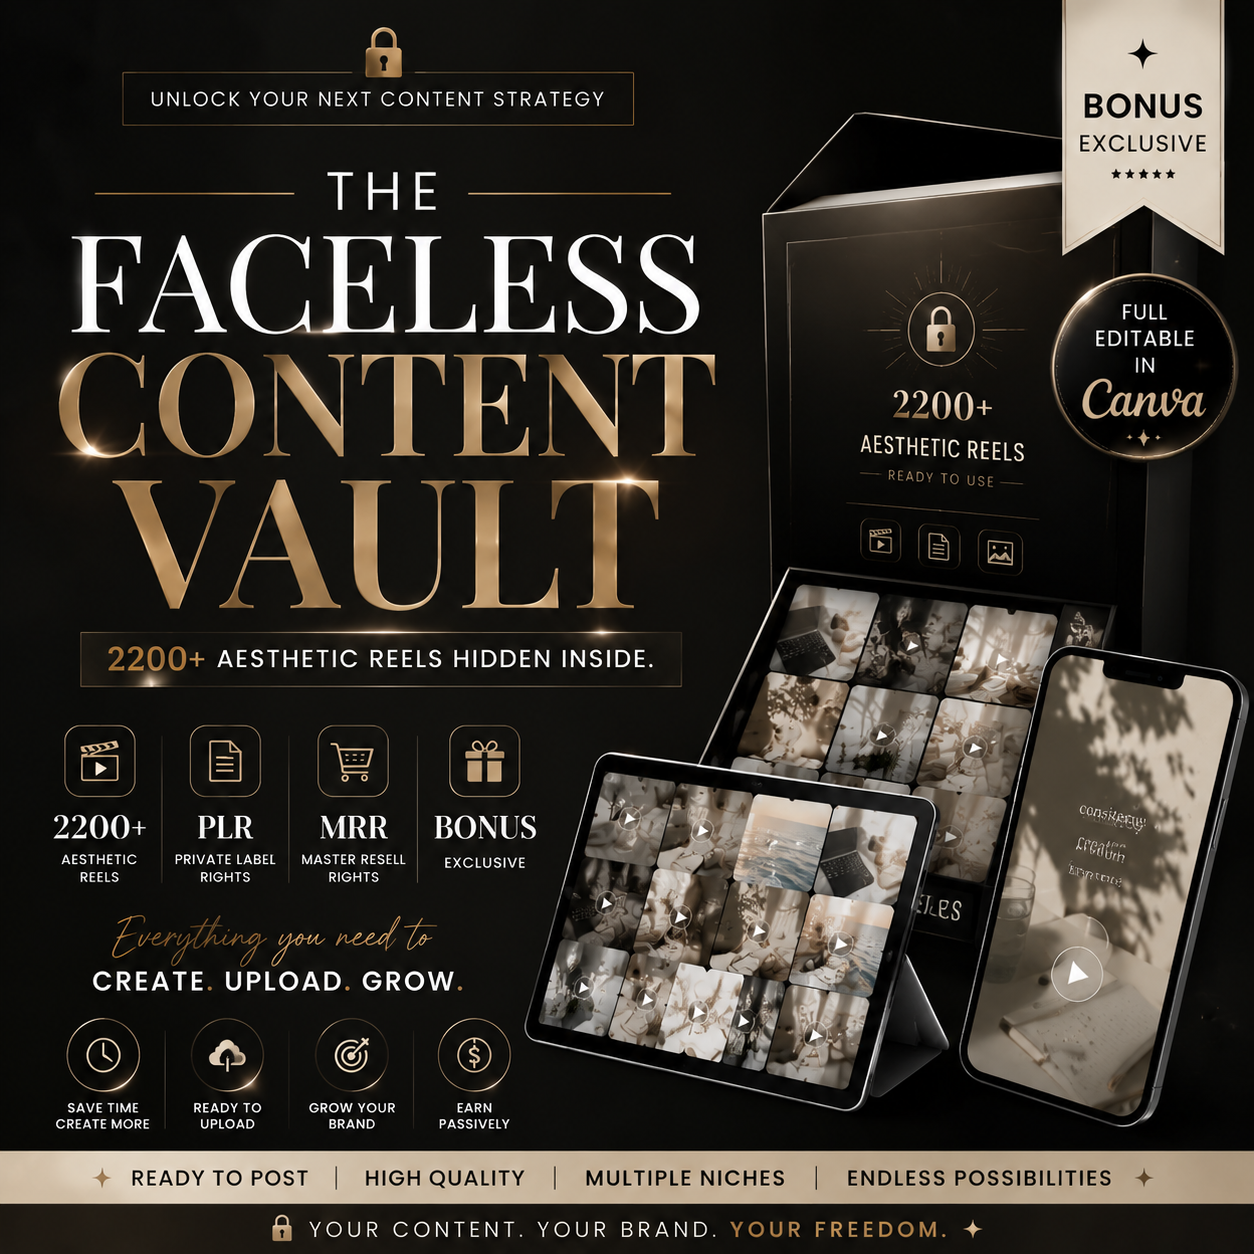 UNLOCK YOUR NEXT CONTENT STRATEGY
THE
FACELESS
CONTENT
VAULT
2200+ AESTHETIC REELS HIDDEN INSIDE.
2200+
AESTHETIC
REELS
PLR
PRIVATE LABEL
RIGHTS
MRR
MASTER RESELL
RIGHTS
BONUS
EXCLUSIVE
Everything you need to
CREATE. UPLOAD. GROW.
SAVE TIME
CREATE MORE
READY TO
UPLOAD
GROW YOUR
BRAND
EARN
PASSIVELY
BONUS
EXCLUSIVE
FULL
EDITABLE
IN
Canva
2200+
AESTHETIC REELS
READY TO USE
READY TO POST | HIGH QUALITY | MULTIPLE NICHES | ENDLESS POSSIBILITIES
YOUR CONTENT. YOUR BRAND. YOUR FREEDOM.